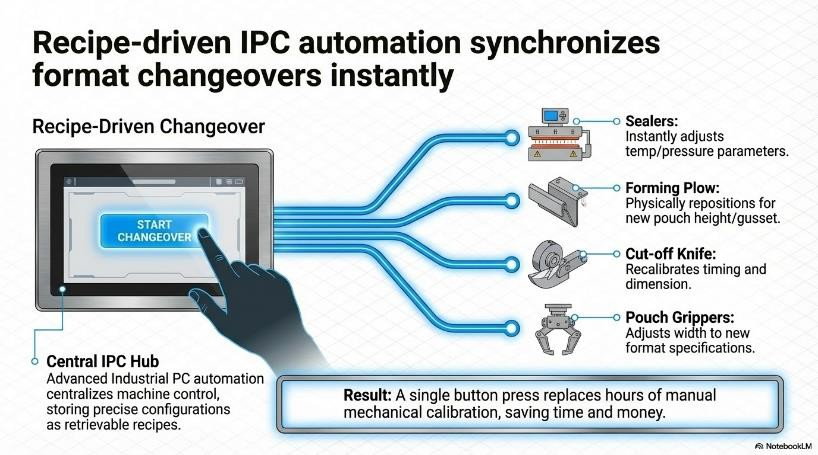 Recipe-driven IPC automation synchronizes
format changeovers instantly
Recipe-Driven Changeover
START
CHANGEOVER
Central IPC Hub
Advanced Industrial PC automation
centralizes machine control,
storing precise configurations
as retrievable recipes.
Sealers:
Instantly adjusts
temp/pressure parameters.
Forming Plow:
Physically repositions for
new pouch height/gusset.
Cut-off Knife:
Recalibrates timing and
dimension.
Pouch Grippers:
Adjusts width to new
format specifications.
Result: A single button press replaces hours of manual
mechanical calibration, saving time and money.
NotebookLM